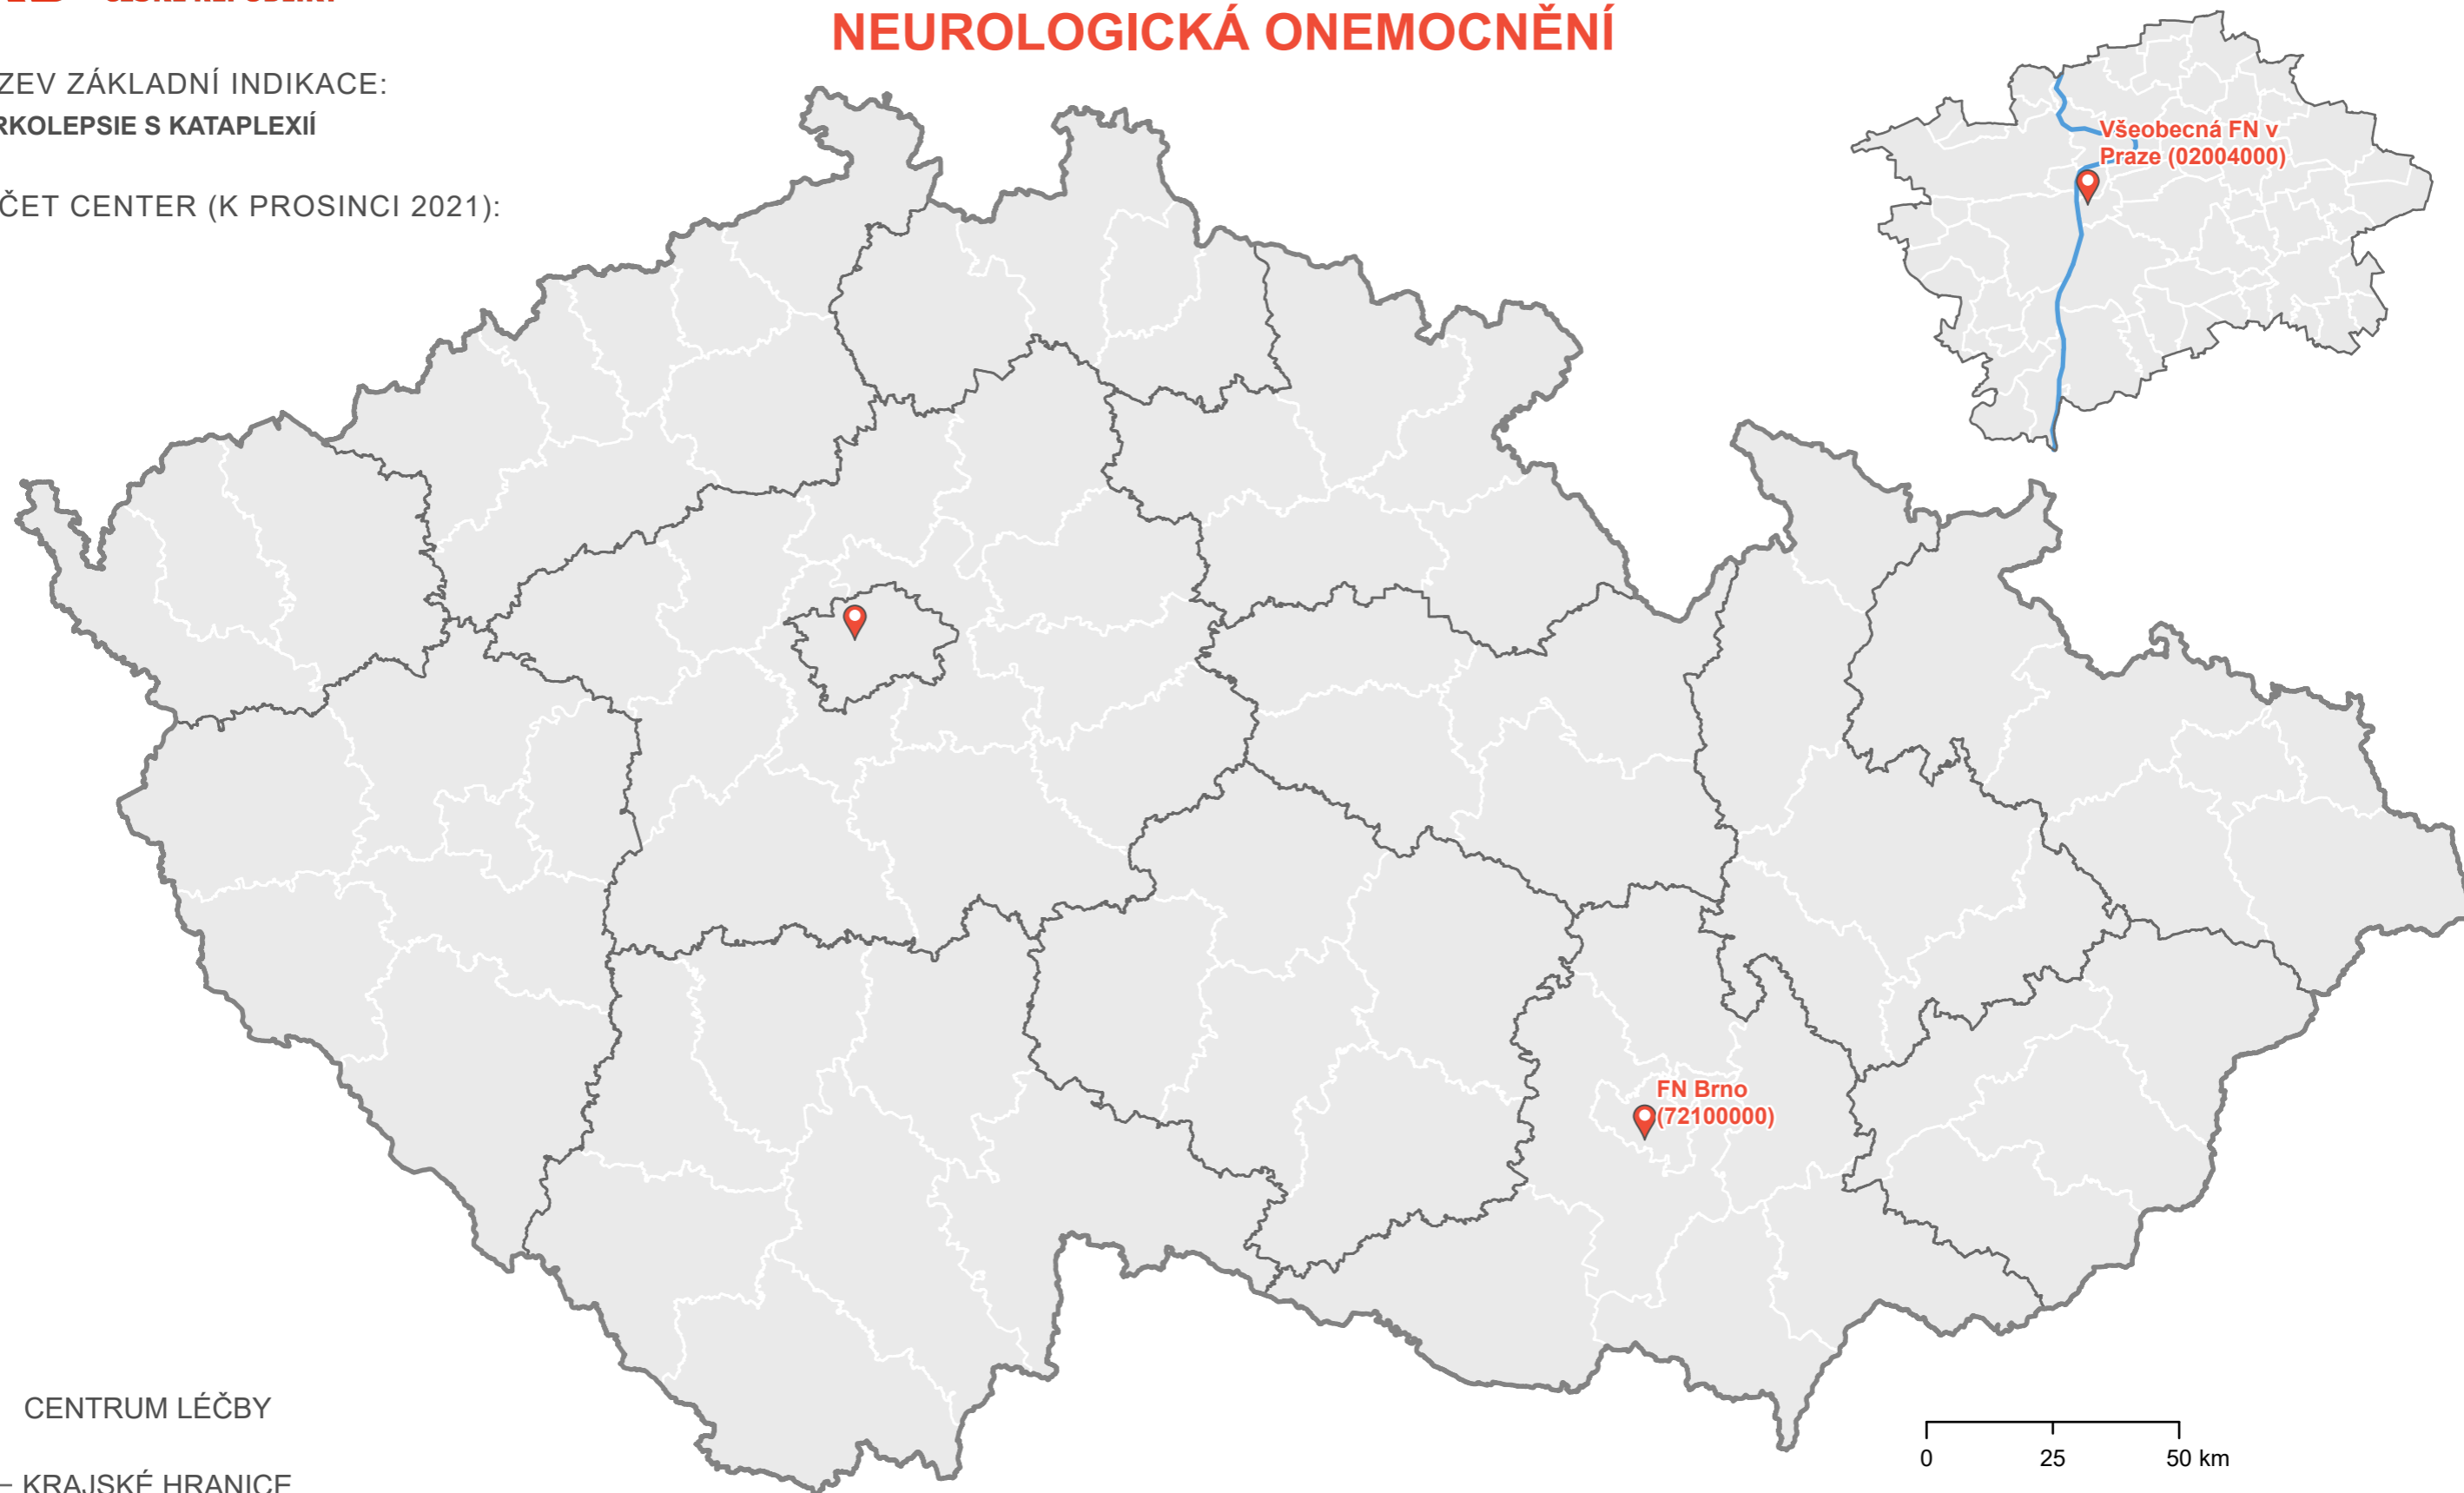 NEUROLOGICKÁ ONEMOCNĚNÍ
ZEV ZÁKLADNÍ INDIKACE:
RKOLEPSIE S KATAPLEXIÍ
ČET CENTER (K PROSINCI 2021):
Všeobecná FN v
Praze (02004000)
FN Brno
(72100000)
CENTRUM LÉČBY
KRAJSKÉ HRANICE
0 25 50 km